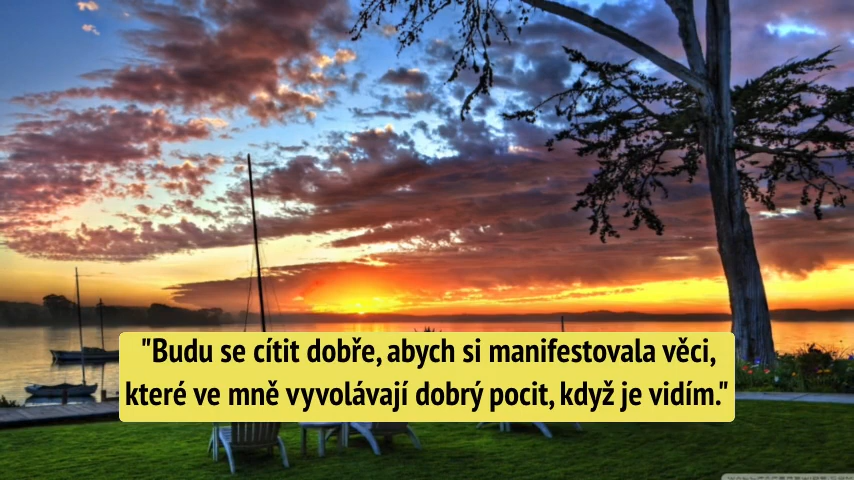 "Budu se cítit dobře, abych si manifestovala věci,
které ve mně vyvolávají dobrý pocit, když je vidím."